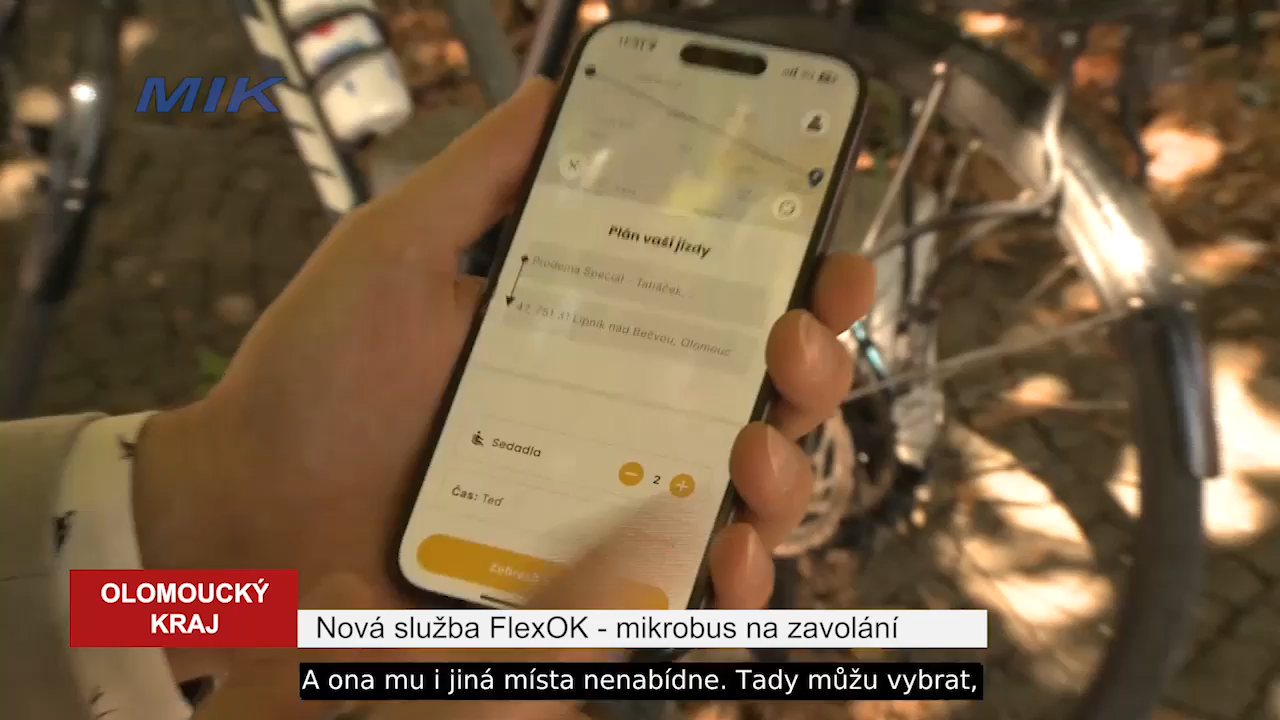 MIK
Plán vaší jízdy
Prodejna Speciál - Tabáček, ...
47, 751 31 Lipník nad Bečvou, Olomouc
Sedadla
2
Čas: Teď
OLOMOUCKÝ
KRAJ
Nová služba FlexOK - mikrobus na zavolání
A ona mu i jiná místa nenabídne. Tady můžu vybrat,